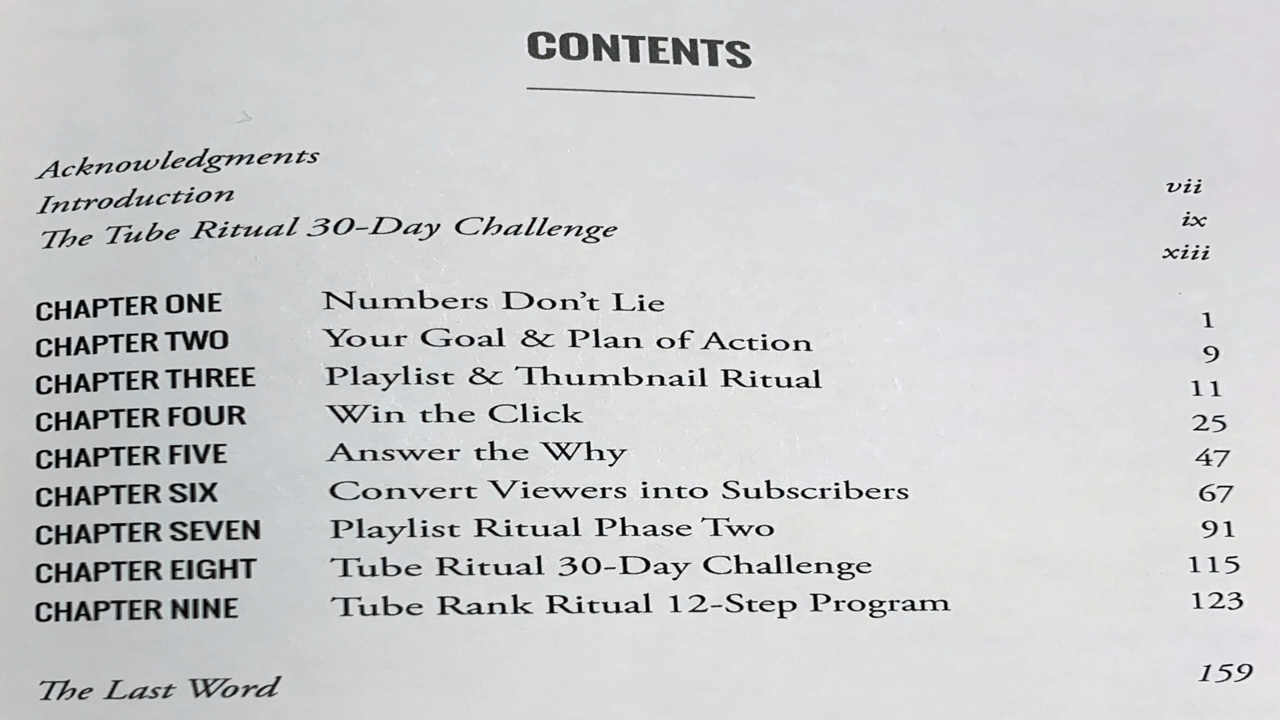 CONTENTS
Acknowledgments vii
Introduction ix
The Tube Ritual 30-Day Challenge xiii
CHAPTER ONE Numbers Don't Lie 1
CHAPTER TWO Your Goal & Plan of Action 9
CHAPTER THREE Playlist & Thumbnail Ritual 11
CHAPTER FOUR Win the Click 25
CHAPTER FIVE Answer the Why 47
CHAPTER SIX Convert Viewers into Subscribers 67
CHAPTER SEVEN Playlist Ritual Phase Two 91
CHAPTER EIGHT Tube Ritual 30-Day Challenge 115
CHAPTER NINE Tube Rank Ritual 12-Step Program 123
The Last Word 159